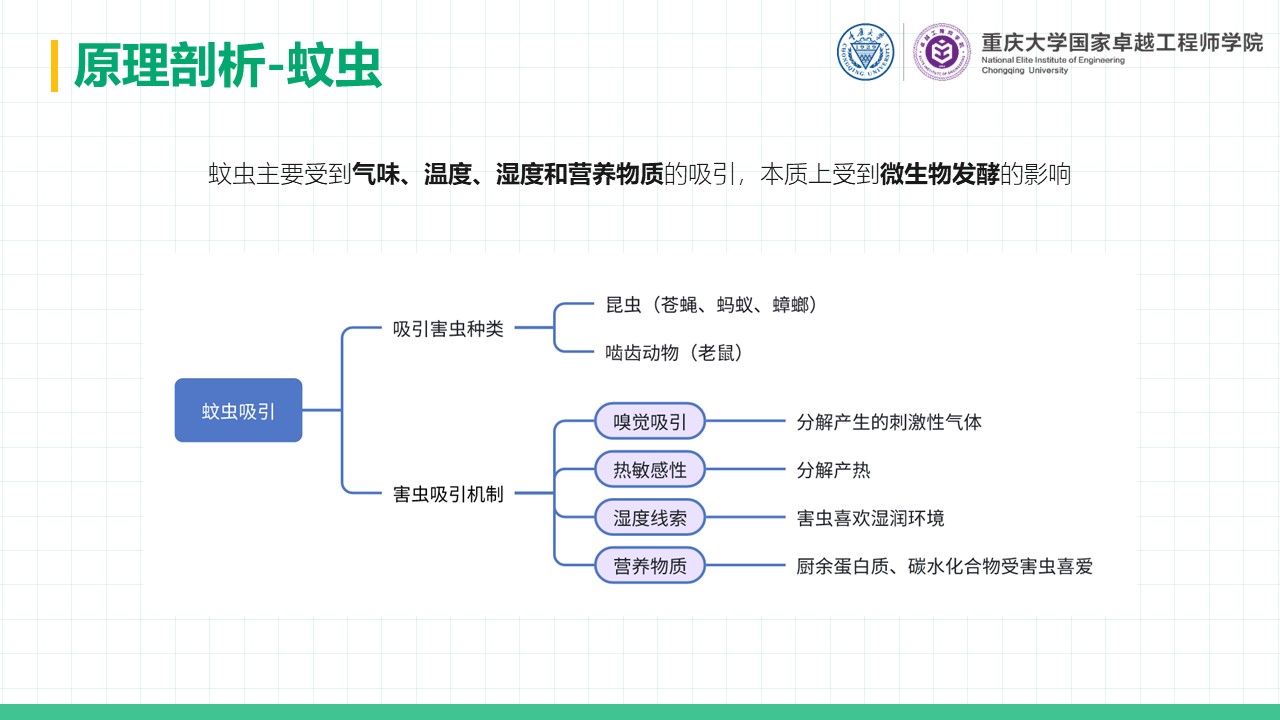 原理剖析-蚊虫
重庆大学国家卓越工程师学院
National Elite Institute of Engineering
Chongqing University
蚊虫主要受到气味、温度、湿度和营养物质的吸引，本质上受到微生物发酵的影响
昆虫（苍蝇、蚂蚁、蟑螂）
吸引害虫种类
啮齿动物（老鼠）
蚊虫吸引
嗅觉吸引
分解产生的刺激性气体
热敏感性
分解产热
害虫吸引机制
湿度线索
害虫喜欢湿润环境
营养物质
厨余蛋白质、碳水化合物受害虫喜爱